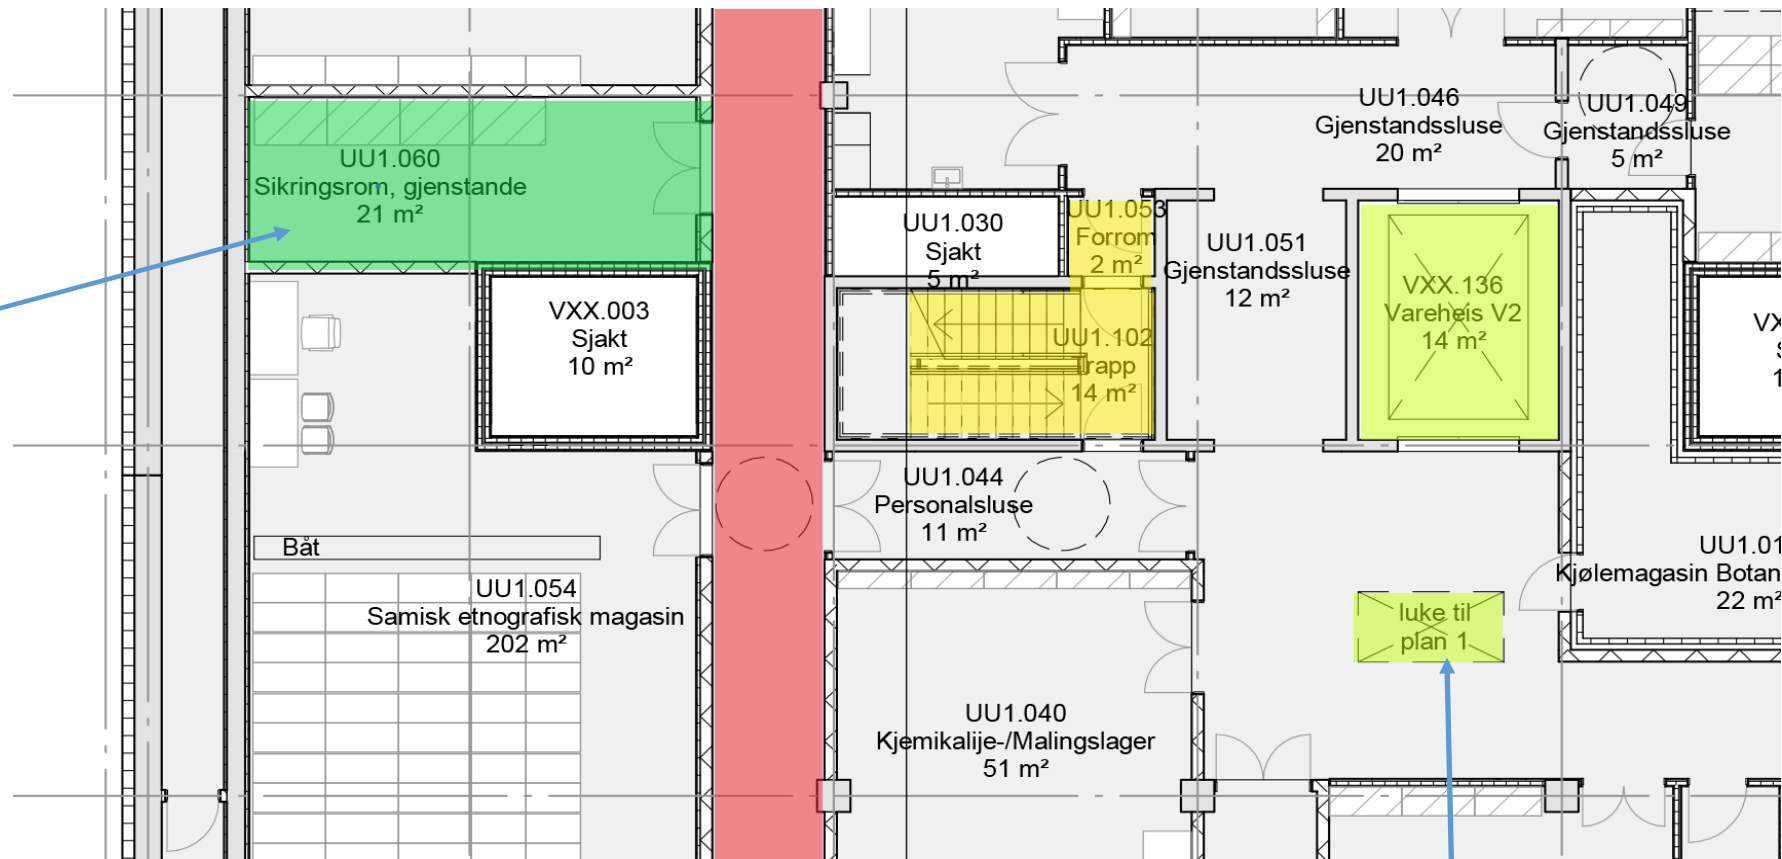 UU1.060
Sikringsrom, gjenstande
21 m²
VXX.003
Sjakt
10 m²
Båt
UU1.054
Samisk etnografisk magasin
202 m²
UU1.030
Sjakt
5 m²
UU1.053
Forrom
2 m²
UU1.102
Trapp
14 m²
UU1.044
Personalsluse
11 m²
UU1.040
Kjemikalije-/Malingslager
51 m²
UU1.046
Gjenstandssluse
20 m²
UU1.049
Gjenstandssluse
5 m²
UU1.051
Gjenstandssluse
12 m²
VXX.136
Vareheis V2
14 m²
luke til
plan 1
UU1.01
Kjølemagasin Botan
22 m²